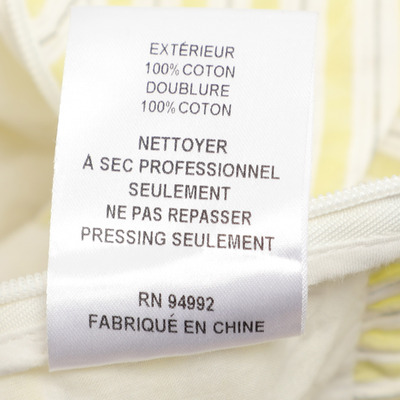 EXTÉRIEUR
100% COTON
DOUBLURE
100% COTON
NETTOYER
À SEC PROFESSIONNEL
SEULEMENT
NE PAS REPASSER
PRESSING SEULEMENT
RN 94992
FABRIQUÉ EN CHINE